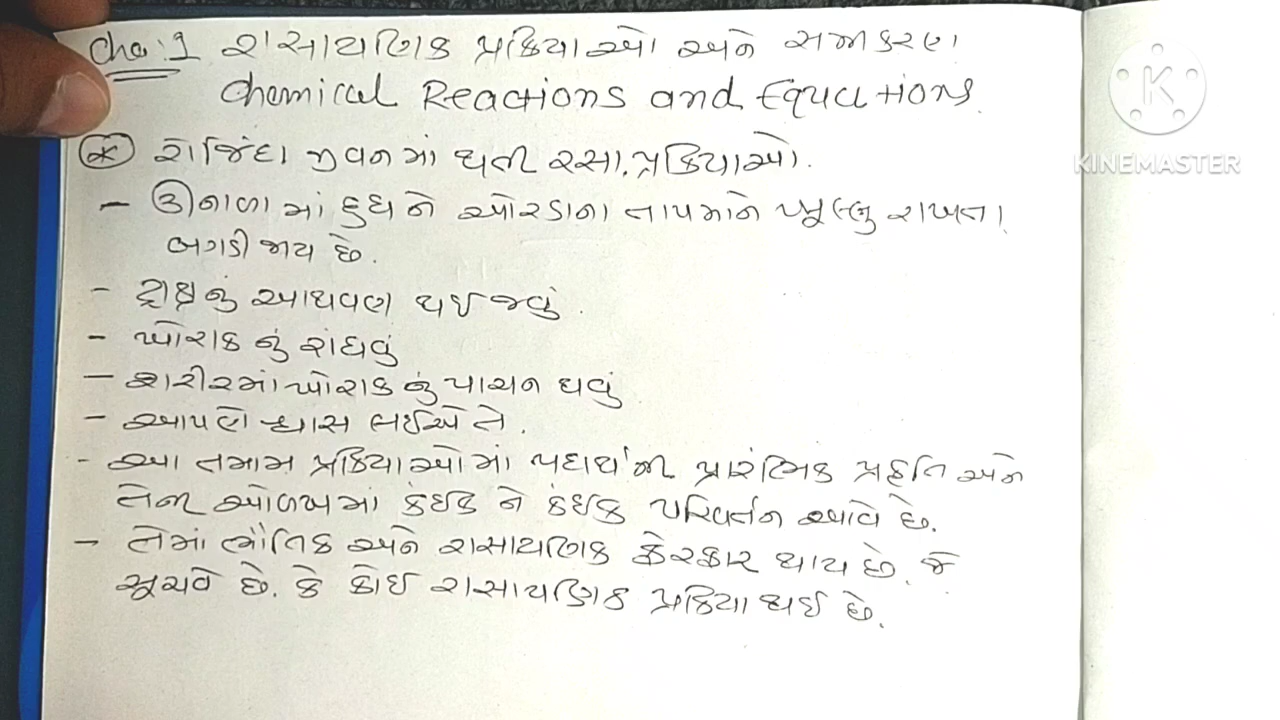 Cha:1 રાસાયણિક પ્રક્રિયાઓ અને સમીકરણ
Chemical Reactions and Equations.
* રોજિંદા જીવનમાં થતી રસા.પ્રક્રિયાઓ.
- ઉનાળામાં દુધને ઓરડાના તાપમાને ખૂલ્લુ રાખતા
બગડી જાય છે.
- દ્રાક્ષનું આથવણ થઈ જવું.
- ખોરાકનું રાંધવું
- શરીરમાં ખોરાકનું પાચન થવું
- આપણે શ્વાસ લઈએ તે.
- આ તમામ પ્રક્રિયાઓમાં પદાર્થની પ્રારંભિક પ્રકૃતિ અને
તેની ઓળખમાં કંઈક ને કંઈક પરિવર્તન આવે છે.
- તેમાં ભૌતિક અને રાસાયણિક ફેરફાર થાય છે. જે
સૂચવે છે. કે કોઈ રાસાયણિક પ્રક્રિયા થઈ છે.
KINEMASTER